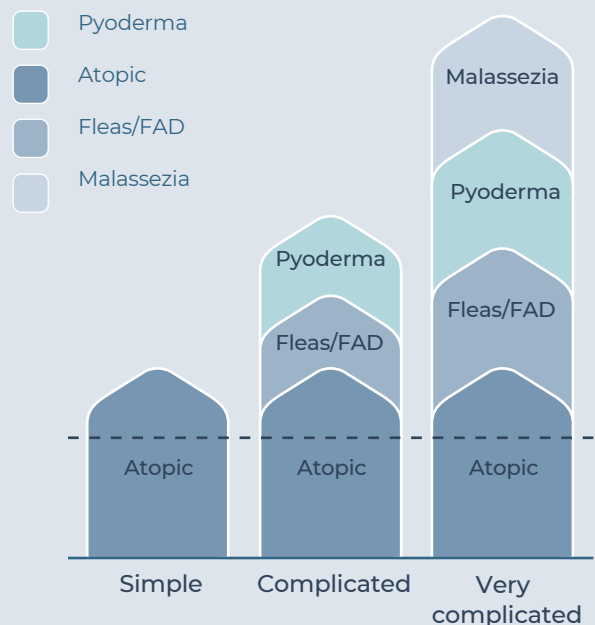 Pyoderma
Atopic
Fleas/FAD
Malassezia
Malassezia
Pyoderma
Pyoderma
Fleas/FAD
Fleas/FAD
Atopic
Atopic
Atopic
Simple
Complicated
Very
complicated